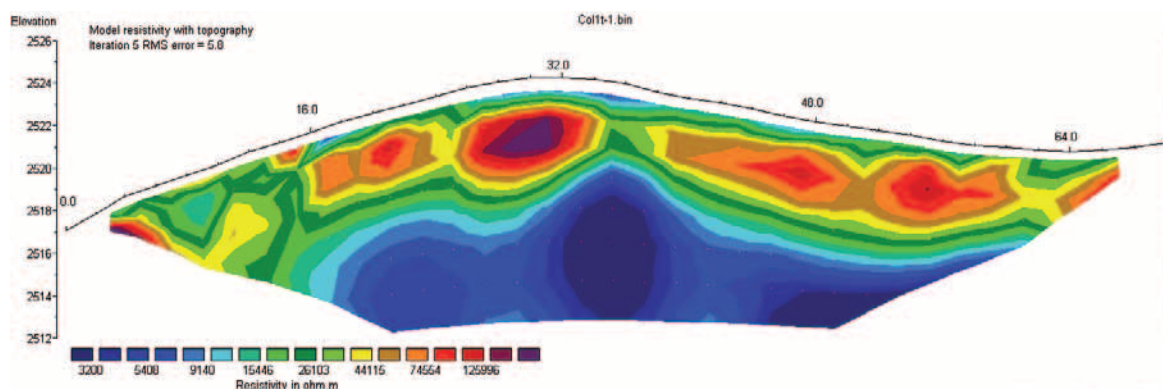 Elevation
Col1t-1.bin
Model resistivity with topography
Iteration 5 RMS error = 5.8
2526
2524
2522
2520
2518
2516
2514
2512
0.0
16.0
32.0
48.0
64.0
3200 5408 9140 15446 26103 44115 74554 125996
Resistivity in ohm m